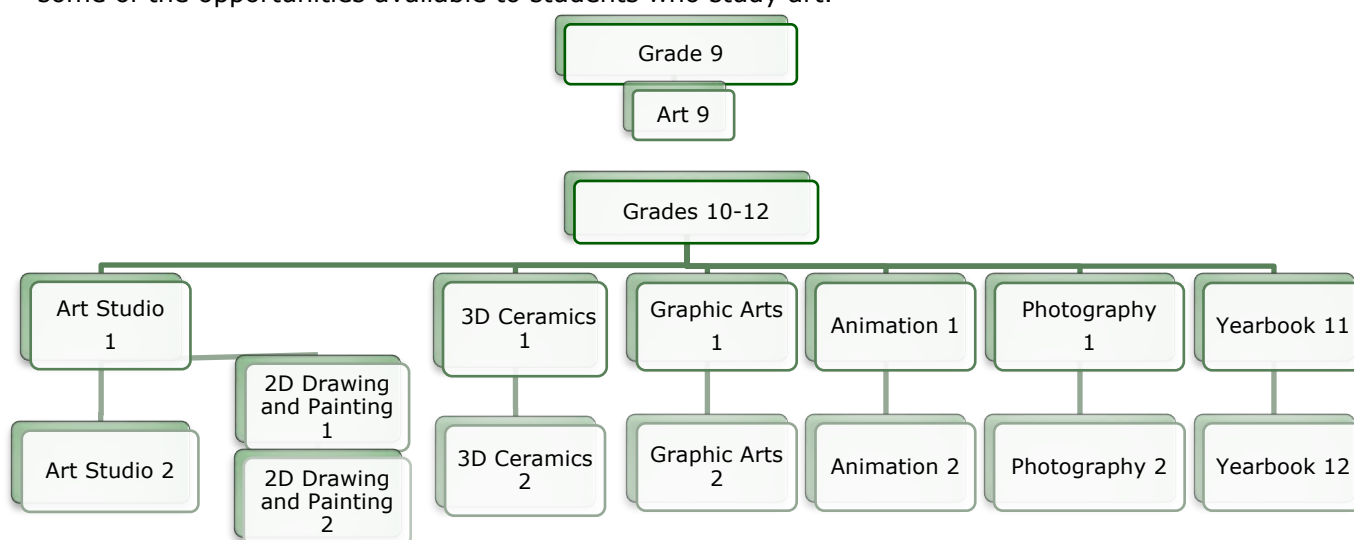 some of the opportunities available to students who study art.
Grade 9
Art 9
Grades 10-12
Art Studio
1
2D Drawing
and Painting
1
Art Studio 2
2D Drawing
and Painting
2
3D Ceramics
1
3D Ceramics
2
Graphic Arts
1
Graphic Arts
2
Animation 1
Animation 2
Photography
1
Photography 2
Yearbook 11
Yearbook 12